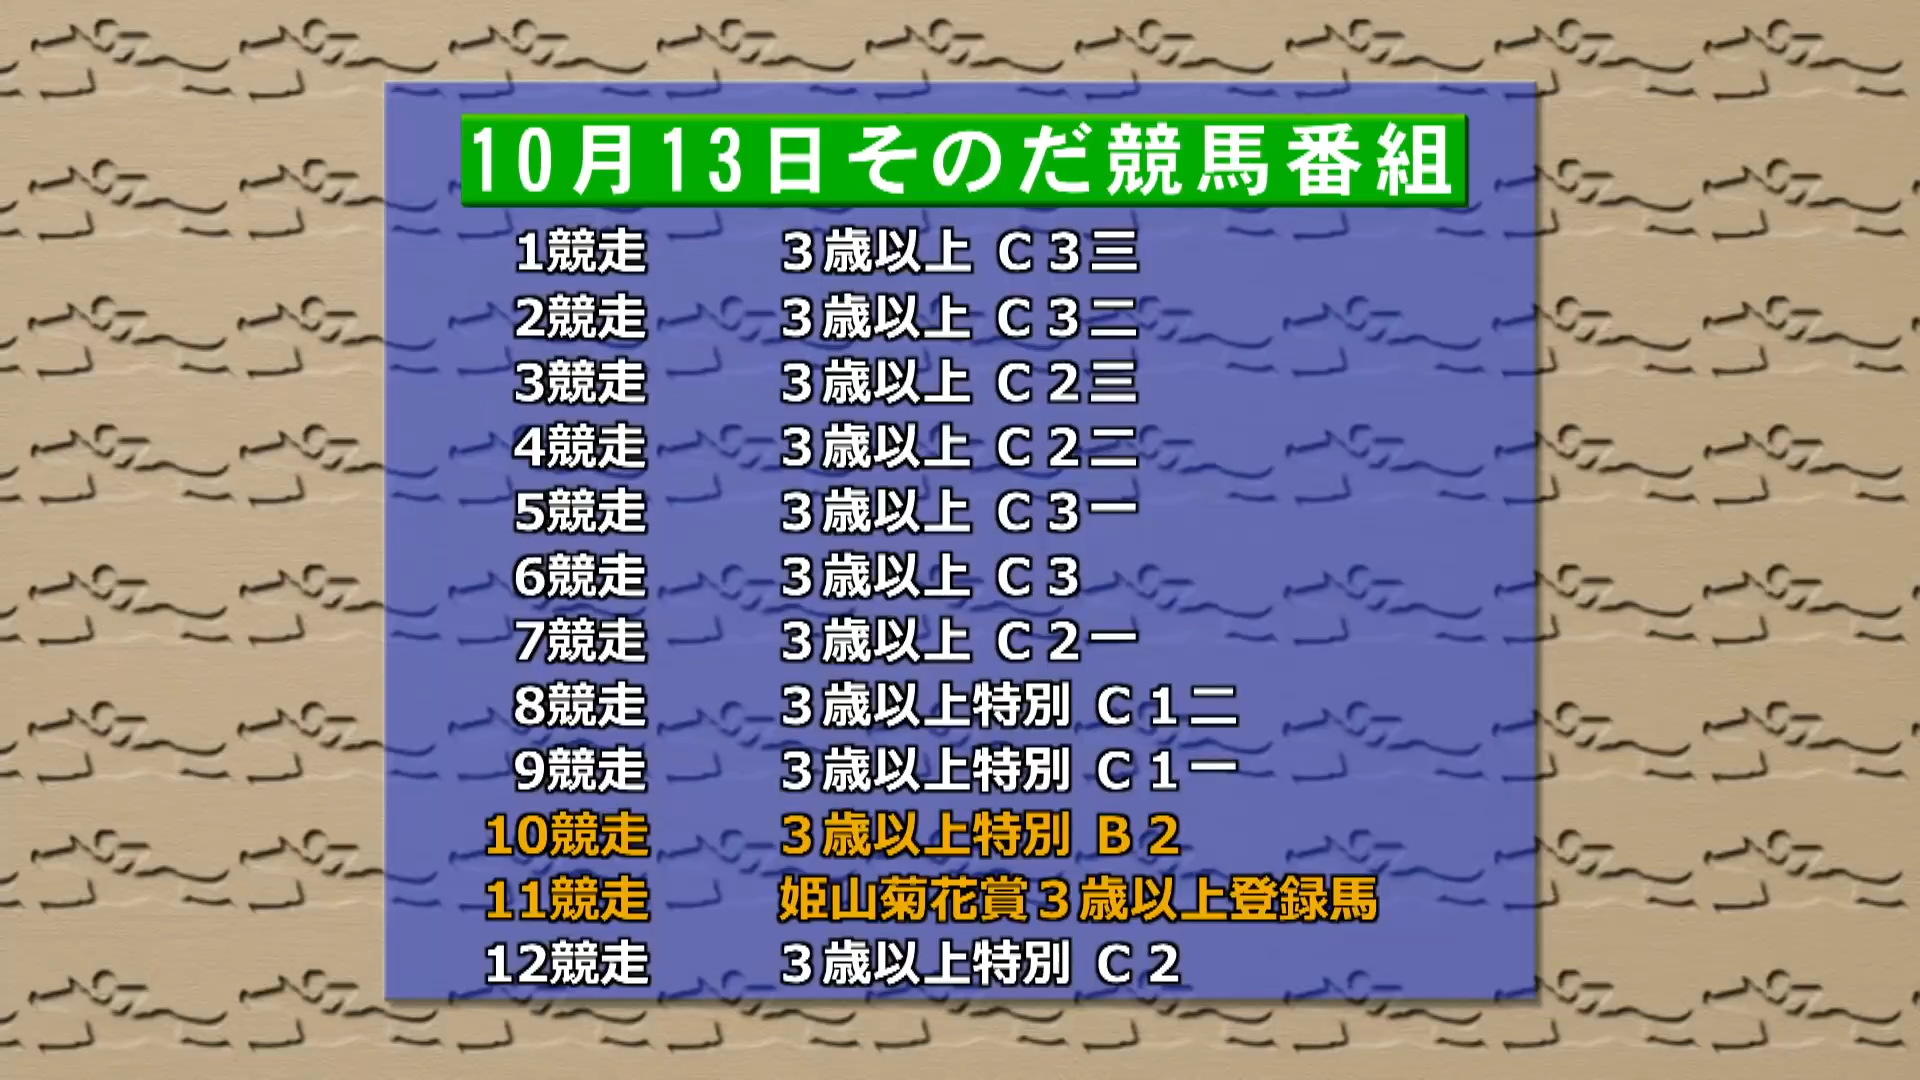 10月13日そのだ競馬番組
1競走 3歳以上 C3三
2競走 3歳以上 C3二
3競走 3歳以上 C2三
4競走 3歳以上 C2二
5競走 3歳以上 C3一
6競走 3歳以上 C3
7競走 3歳以上 C2一
8競走 3歳以上特別 C1二
9競走 3歳以上特別 C1一
10競走 3歳以上特別 B2
11競走 姫山菊花賞3歳以上登録馬
12競走 3歳以上特別 C2